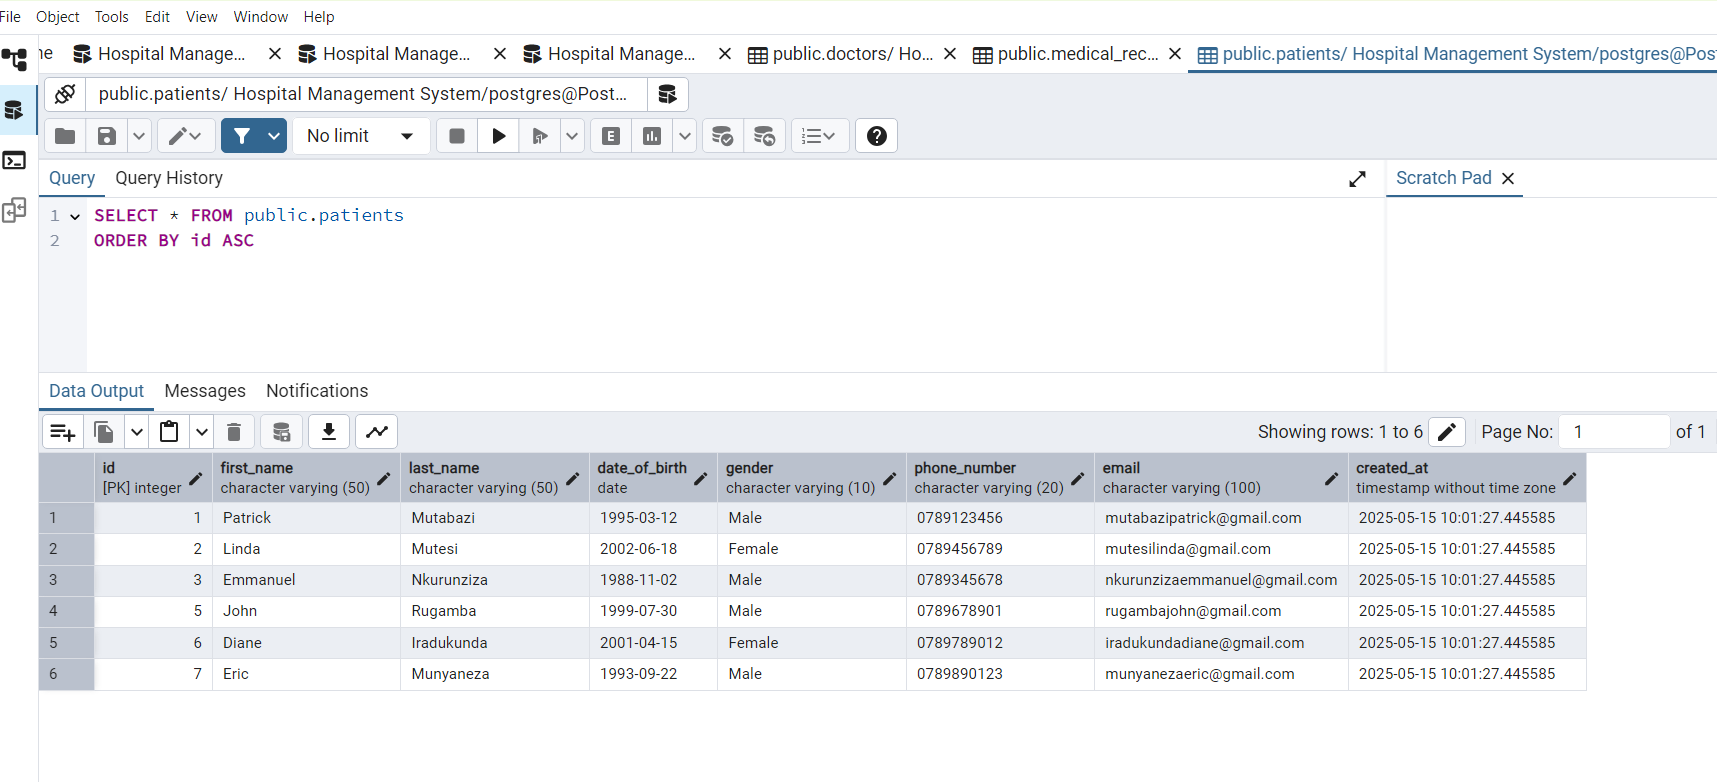 File Object Tools Edit View Window Help
ne Hospital Manage... Hospital Manage... Hospital Manage... public.doctors/ Ho... public.medical_rec... public.patients/ Hospital Management System/postgres@Pos
public.patients/ Hospital Management System/postgres@Post...
No limit E
Query Query History Scratch Pad
1 SELECT * FROM public.patients
2 ORDER BY id ASC
Data Output Messages Notifications
Showing rows: 1 to 6 Page No: 1 of 1
id first_name last_name date_of_birth gender phone_number email created_at
[PK] integer character varying (50) character varying (50) date character varying (10) character varying (20) character varying (100) timestamp without time zone
1 1 Patrick Mutabazi 1995-03-12 Male 0789123456 mutabazipatrick@gmail.com 2025-05-15 10:01:27.445585
2 2 Linda Mutesi 2002-06-18 Female 0789456789 mutesilinda@gmail.com 2025-05-15 10:01:27.445585
3 3 Emmanuel Nkurunziza 1988-11-02 Male 0789345678 nkurunzizaemmanuel@gmail.com 2025-05-15 10:01:27.445585
4 5 John Rugamba 1999-07-30 Male 0789678901 rugambajohn@gmail.com 2025-05-15 10:01:27.445585
5 6 Diane Iradukunda 2001-04-15 Female 0789789012 iradukundadiane@gmail.com 2025-05-15 10:01:27.445585
6 7 Eric Munyaneza 1993-09-22 Male 0789890123 munyanezaeric@gmail.com 2025-05-15 10:01:27.445585